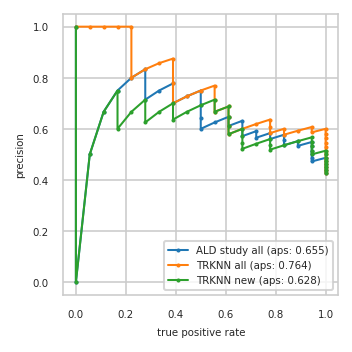 1.0
0.8
0.6
0.4
0.2
0.0
precision
0.0 0.2 0.4 0.6 0.8 1.0
true positive rate
ALD study all (aps: 0.655)
TRKNN all (aps: 0.764)
TRKNN new (aps: 0.628)